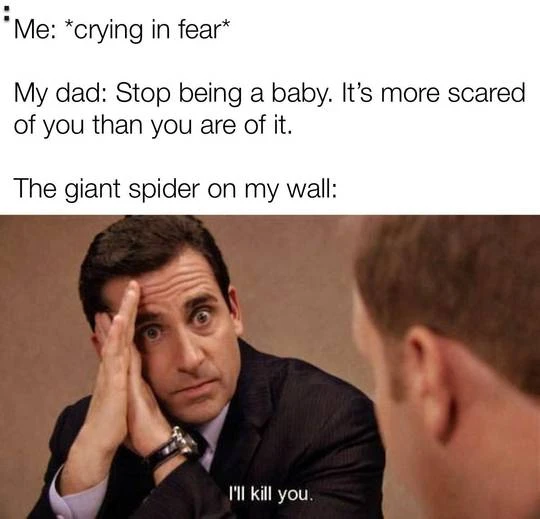 Me: *crying in fear*
My dad: Stop being a baby. It’s more scared
of you than you are of it.
The giant spider on my wall:
I'll kill you.